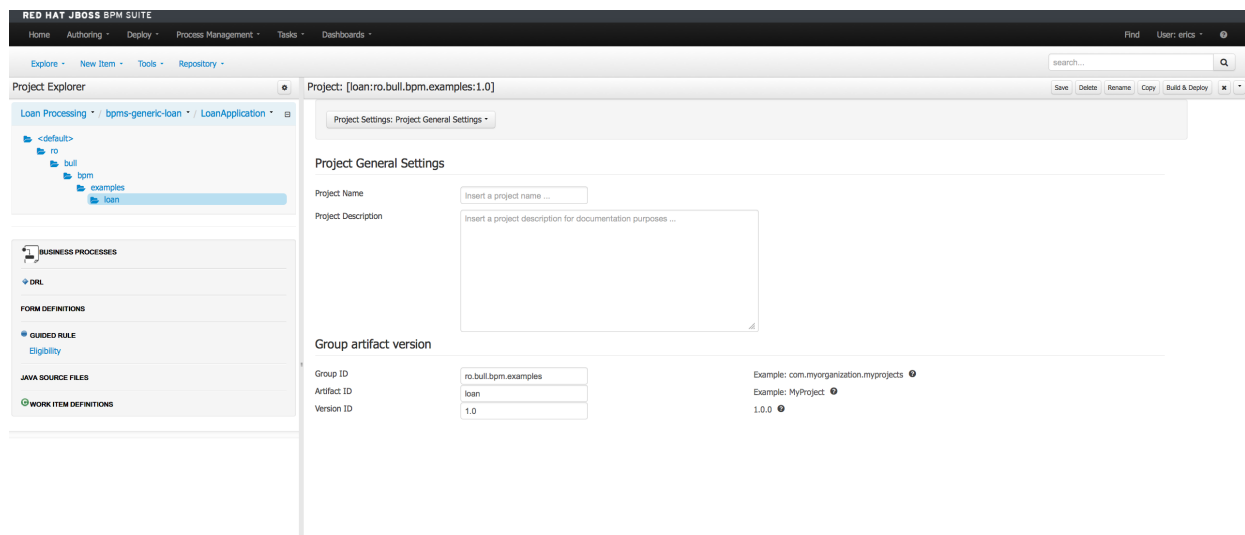 RED HAT JBOSS BPM SUITE
Home Authoring Deploy Process Management Tasks Dashboards Find User: erics
Explore New Item Tools Repository search...
Project Explorer
Project: [loan:ro.bull.bpm.examples:1.0] Save Delete Rename Copy Build & Deploy
Loan Processing / bpms-generic-loan / LoanApplication
<default>
ro
bull
bpm
examples
loan
BUSINESS PROCESSES
DRL
FORM DEFINITIONS
GUIDED RULE
Eligibility
JAVA SOURCE FILES
WORK ITEM DEFINITIONS
Project Settings: Project General Settings
Project General Settings
Project Name Insert a project name ...
Project Description Insert a project description for documentation purposes ...
Group artifact version
Group ID ro.bull.bpm.examples Example: com.myorganization.myprojects
Artifact ID loan Example: MyProject
Version ID 1.0 1.0.0